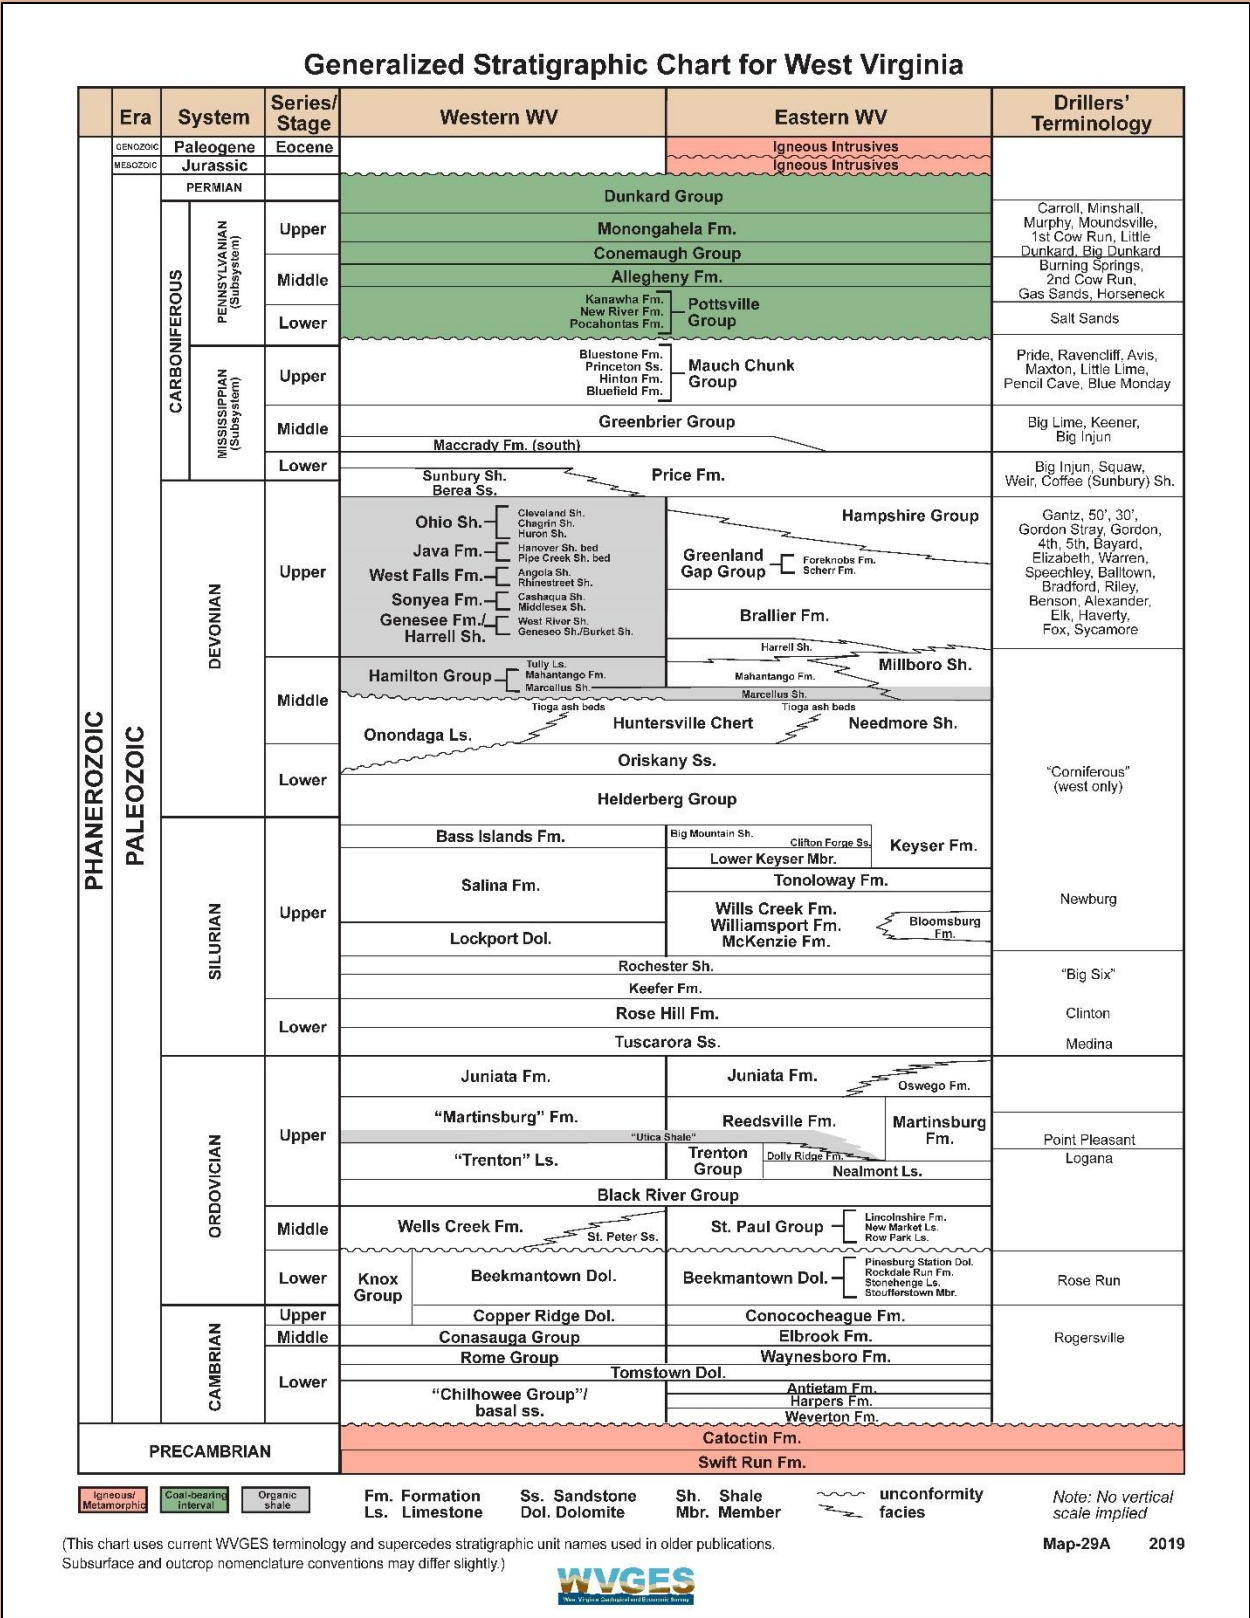 Generalized Stratigraphic Chart for West Virginia
Era
System
Series/
Stage
Western WV
Eastern WV
Drillers'
Terminology
CENOZOIC
Paleogene
Eocene
Igneous Intrusives
MESOZOIC
Jurassic
Igneous Intrusives
PHANEROZOIC
PALEOZOIC
PERMIAN
Dunkard Group
CARBONIFEROUS
PENNSYLVANIAN
(Subsystem)
Upper
Monongahela Fm.
Conemaugh Group
Carroll, Minshall,
Murphy, Moundsville,
1st Cow Run, Little
Dunkard, Big Dunkard
Middle
Allegheny Fm.
Burning Springs,
2nd Cow Run,
Gas Sands, Horseneck
Lower
Kanawha Fm.
New River Fm.
Pocahontas Fm.
Pottsville
Group
Salt Sands
MISSISSIPPIAN
(Subsystem)
Upper
Bluestone Fm.
Princeton Ss.
Hinton Fm.
Bluefield Fm.
Mauch Chunk
Group
Pride, Ravencliff, Avis,
Maxton, Little Lime,
Pencil Cave, Blue Monday
Middle
Greenbrier Group
Maccrady Fm. (south)
Big Lime, Keener,
Big Injun
Lower
Sunbury Sh.
Berea Ss.
Price Fm.
Big Injun, Squaw,
Weir, Coffee (Sunbury) Sh.
DEVONIAN
Upper
Ohio Sh.
Cleveland Sh.
Chagrin Sh.
Huron Sh.
Java Fm.
Hanover Sh. bed
Pipe Creek Sh. bed
West Falls Fm.
Angola Sh.
Rhinestreet Sh.
Sonyea Fm.
Cashaqua Sh.
Middlesex Sh.
Genesee Fm./
Harrell Sh.
West River Sh.
Geneseo Sh./Burket Sh.
Hampshire Group
Greenland
Gap Group
Foreknobs Fm.
Scherr Fm.
Brallier Fm.
Harrell Sh.
Gantz, 50', 30',
Gordon Stray, Gordon,
4th, 5th, Bayard,
Elizabeth, Warren,
Speechley, Balltown,
Bradford, Riley,
Benson, Alexander,
Elk, Haverty,
Fox, Sycamore
Middle
Hamilton Group
Tully Ls.
Mahantango Fm.
Marcellus Sh.
Millboro Sh.
Mahantango Fm.
Marcellus Sh.
Tioga ash beds
Tioga ash beds
Onondaga Ls.
Huntersville Chert
Needmore Sh.
Lower
Oriskany Ss.
Helderberg Group
"Corniferous"
(west only)
SILURIAN
Upper
Bass Islands Fm.
Big Mountain Sh.
Clifton Forge Ss.
Keyser Fm.
Lower Keyser Mbr.
Salina Fm.
Tonoloway Fm.
Wills Creek Fm.
Williamsport Fm.
McKenzie Fm.
Bloomsburg
Fm.
Newburg
Lockport Dol.
Rochester Sh.
Keefer Fm.
"Big Six"
Lower
Rose Hill Fm.
Clinton
Tuscarora Ss.
Medina
ORDOVICIAN
Upper
Juniata Fm.
Juniata Fm.
Oswego Fm.
"Martinsburg" Fm.
Reedsville Fm.
Martinsburg
Fm.
"Utica Shale"
Point Pleasant
"Trenton" Ls.
Trenton
Group
Dolly Ridge Fm.
Nealmont Ls.
Logana
Black River Group
Middle
Wells Creek Fm.
St. Peter Ss.
St. Paul Group
Lincolnshire Fm.
New Market Ls.
Row Park Ls.
Lower
Knox
Group
Beekmantown Dol.
Beekmantown Dol.
Pinesburg Station Dol.
Rockdale Run Fm.
Stonehenge Ls.
Stoufferstown Mbr.
Rose Run
CAMBRIAN
Upper
Copper Ridge Dol.
Conococheague Fm.
Middle
Conasauga Group
Elbrook Fm.
Rogersville
Lower
Rome Group
Waynesboro Fm.
Tomstown Dol.
"Chilhowee Group"/
basal ss.
Antietam Fm.
Harpers Fm.
Weverton Fm.
PRECAMBRIAN
Catoctin Fm.
Swift Run Fm.
Igneous/
Metamorphic
Coal-bearing
interval
Organic
shale
Fm. Formation
Ls. Limestone
Ss. Sandstone
Dol. Dolomite
Sh. Shale
Mbr. Member
unconformity
facies
Note: No vertical
scale implied
(This chart uses current WVGES terminology and supercedes stratigraphic unit names used in older publications.
Subsurface and outcrop nomenclature conventions may differ slightly.)
Map-29A 2019
WVGES
West Virginia Geological and Economic Survey